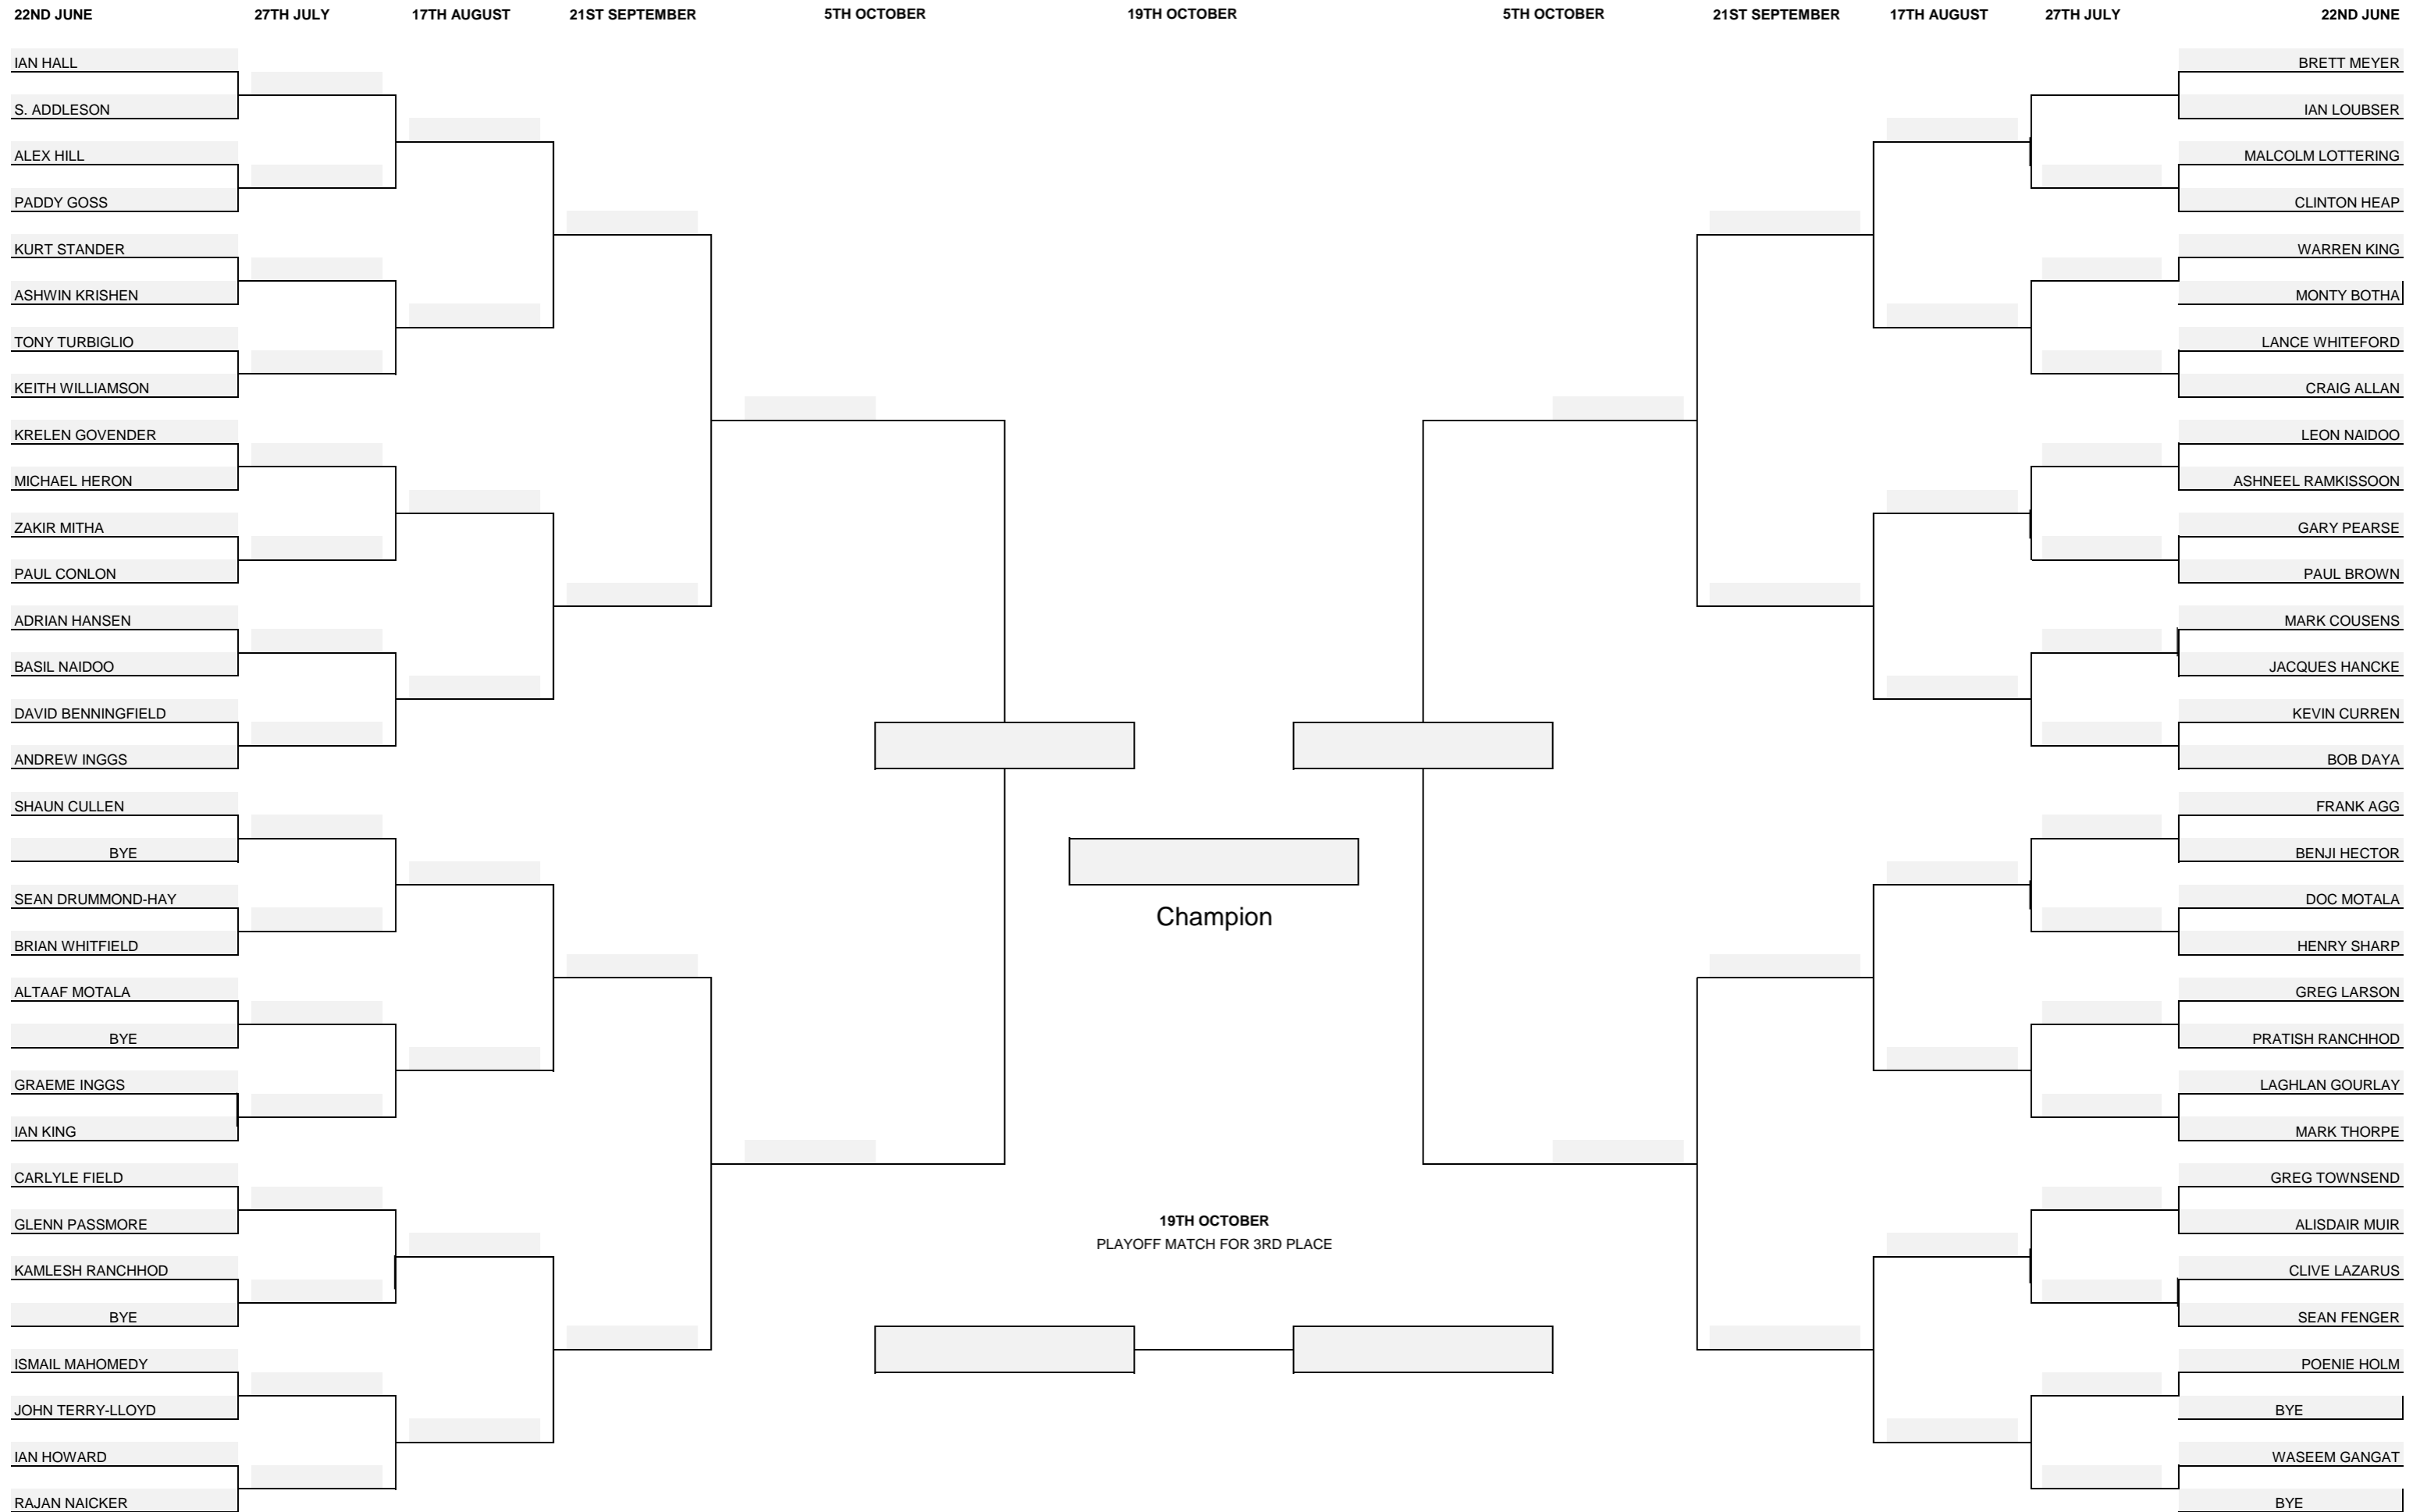 22ND JUNE 27TH JULY 17TH AUGUST 21ST SEPTEMBER 5TH OCTOBER 19TH OCTOBER 5TH OCTOBER 21ST SEPTEMBER 17TH AUGUST 27TH JULY 22ND JUNE
IAN HALL BRETT MEYER
S. ADDLESON IAN LOUBSER
ALEX HILL MALCOLM LOTTERING
PADDY GOSS CLINTON HEAP
KURT STANDER WARREN KING
ASHWIN KRISHEN MONTY BOTHA
TONY TURBIGLIO LANCE WHITEFORD
KEITH WILLIAMSON CRAIG ALLAN
KRELEN GOVENDER LEON NAIDOO
MICHAEL HERON ASHNEEL RAMKISSOON
ZAKIR MITHA GARY PEARSE
PAUL CONLON PAUL BROWN
ADRIAN HANSEN MARK COUSENS
BASIL NAIDOO JACQUES HANCKE
DAVID BENNINGFIELD KEVIN CURREN
ANDREW INGGS BOB DAYA
SHAUN CULLEN FRANK AGG
BYE BENJI HECTOR
SEAN DRUMMOND-HAY DOC MOTALA
Champion
BRIAN WHITFIELD HENRY SHARP
ALTAAF MOTALA GREG LARSON
BYE PRATISH RANCHHOD
GRAEME INGGS LAGHLAN GOURLAY
IAN KING MARK THORPE
CARLYLE FIELD GREG TOWNSEND
GLENN PASSMORE 19TH OCTOBER ALISDAIR MUIR
PLAYOFF MATCH FOR 3RD PLACE
KAMLESH RANCHHOD CLIVE LAZARUS
BYE SEAN FENGER
ISMAIL MAHOMEDY POENIE HOLM
JOHN TERRY-LLOYD BYE
IAN HOWARD WASEEM GANGAT
RAJAN NAICKER BYE